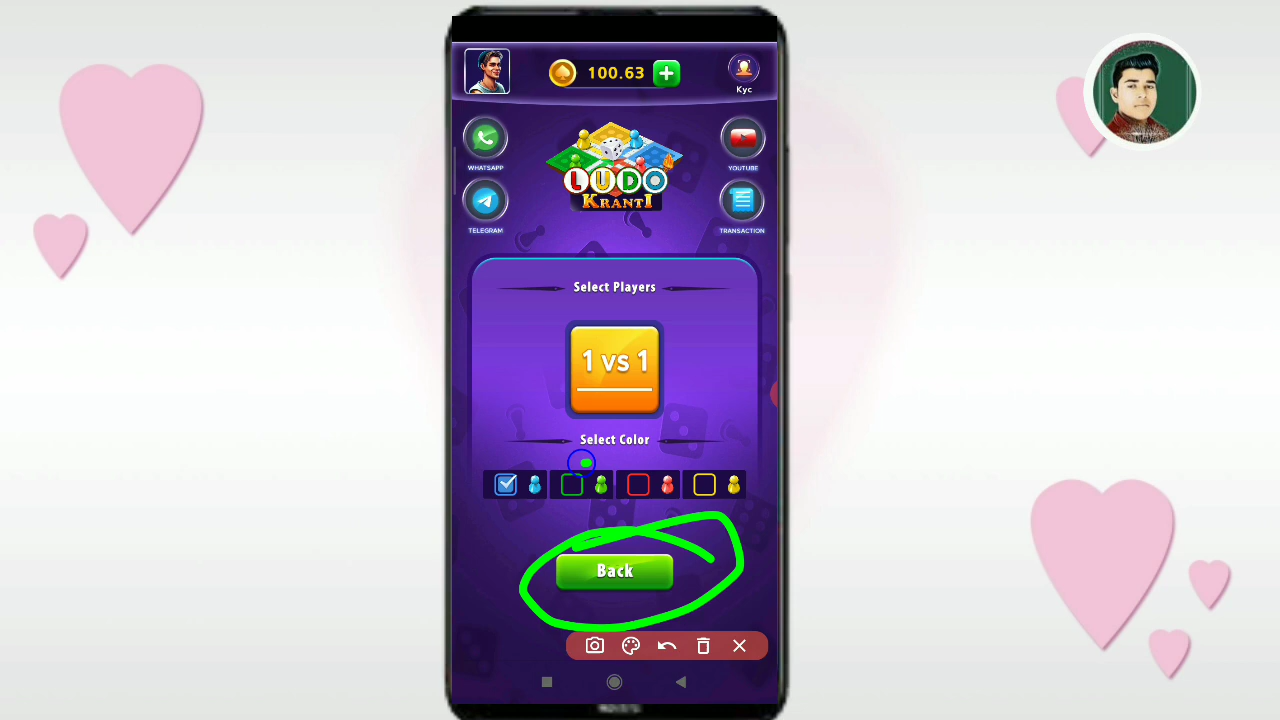 100.63
Kyc
WHATSAPP
YOUTUBE
LUDO
KRANTI
TELEGRAM
TRANSACTION
Select Players
1 vs 1
Select Color
Back